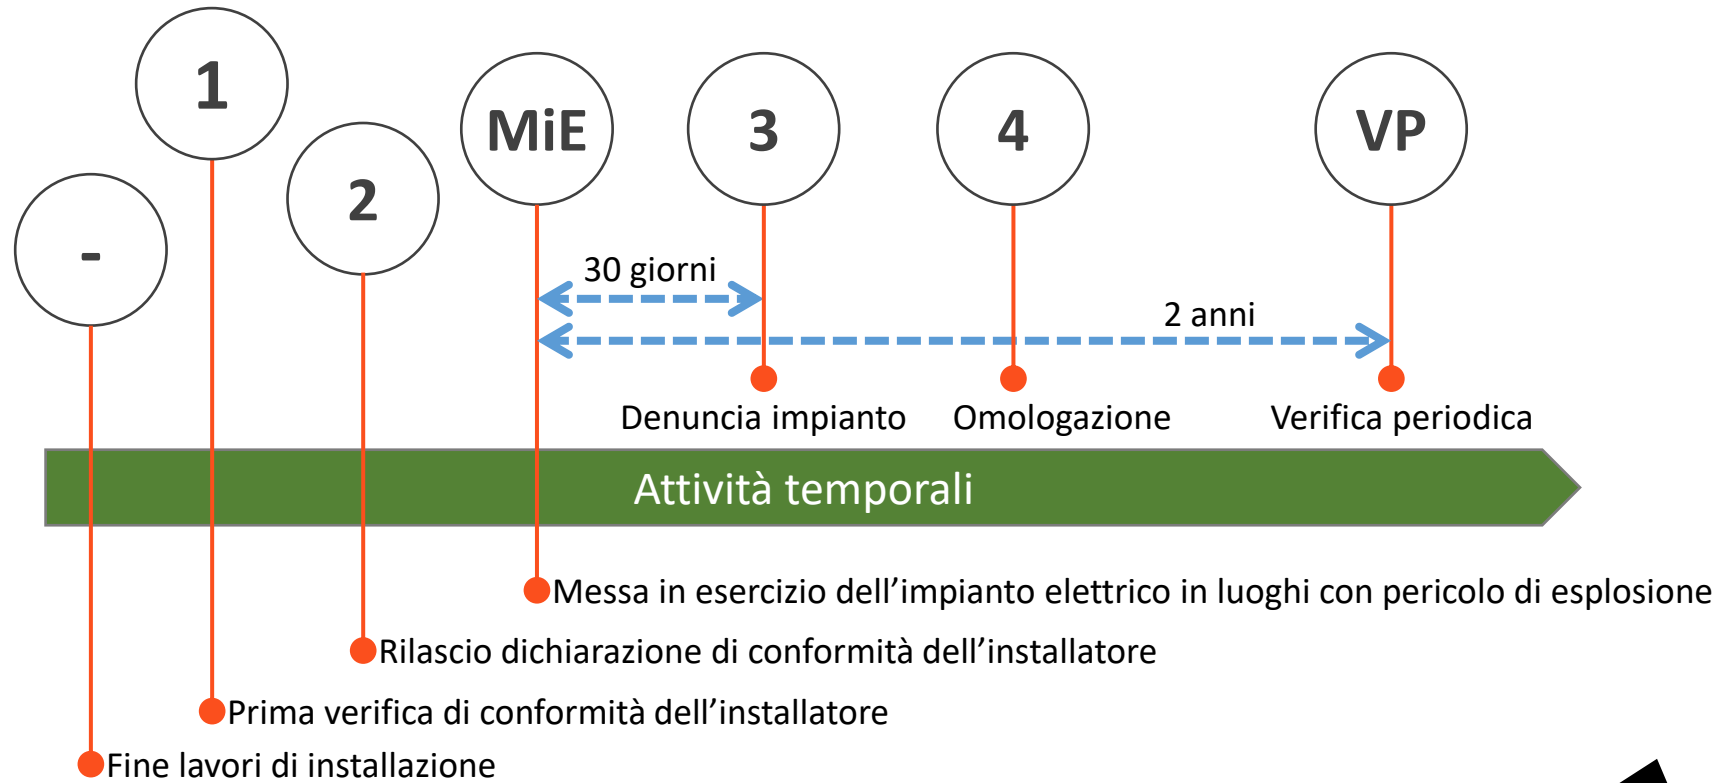 1
2
-
MiE
3
4
VP
30 giorni
2 anni
Denuncia impianto
Omologazione
Verifica periodica
Attività temporali
Messa in esercizio dell’impianto elettrico in luoghi con pericolo di esplosione
Rilascio dichiarazione di conformità dell’installatore
Prima verifica di conformità dell’installatore
Fine lavori di installazione